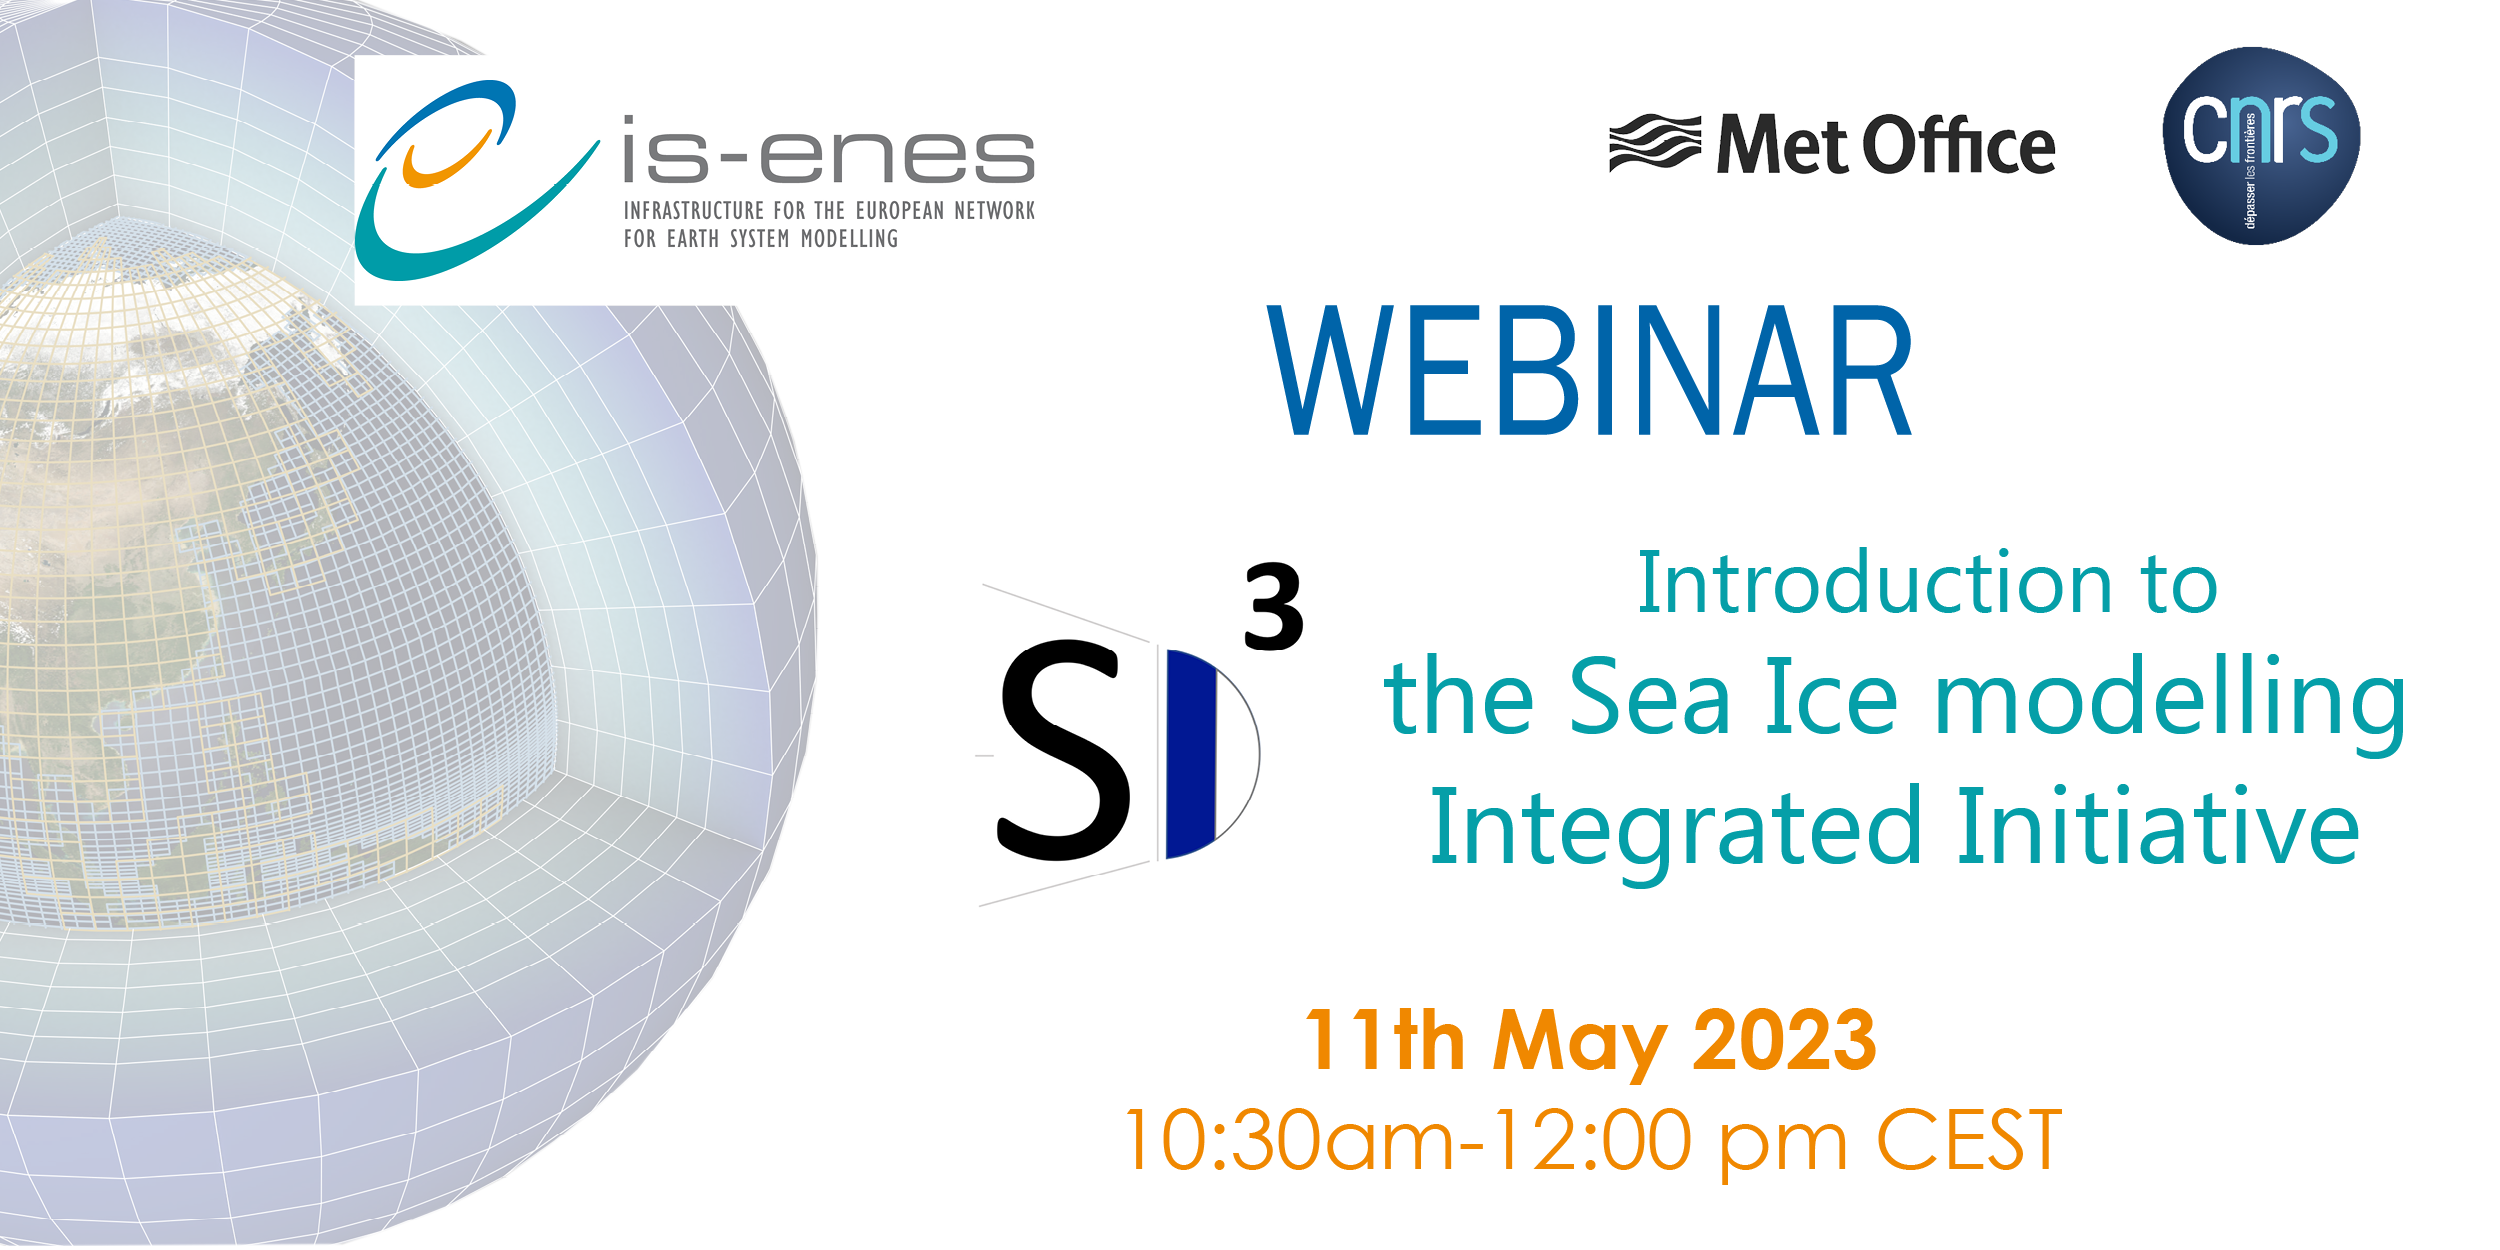 is-enes
INFRASTRUCTURE FOR THE EUROPEAN NETWORK
FOR EARTH SYSTEM MODELLING
Met Office
cnrs
dépasser les frontières
WEBINAR
SI³
Introduction to
the Sea Ice modelling
Integrated Initiative
11th May 2023
10:30am-12:00 pm CEST